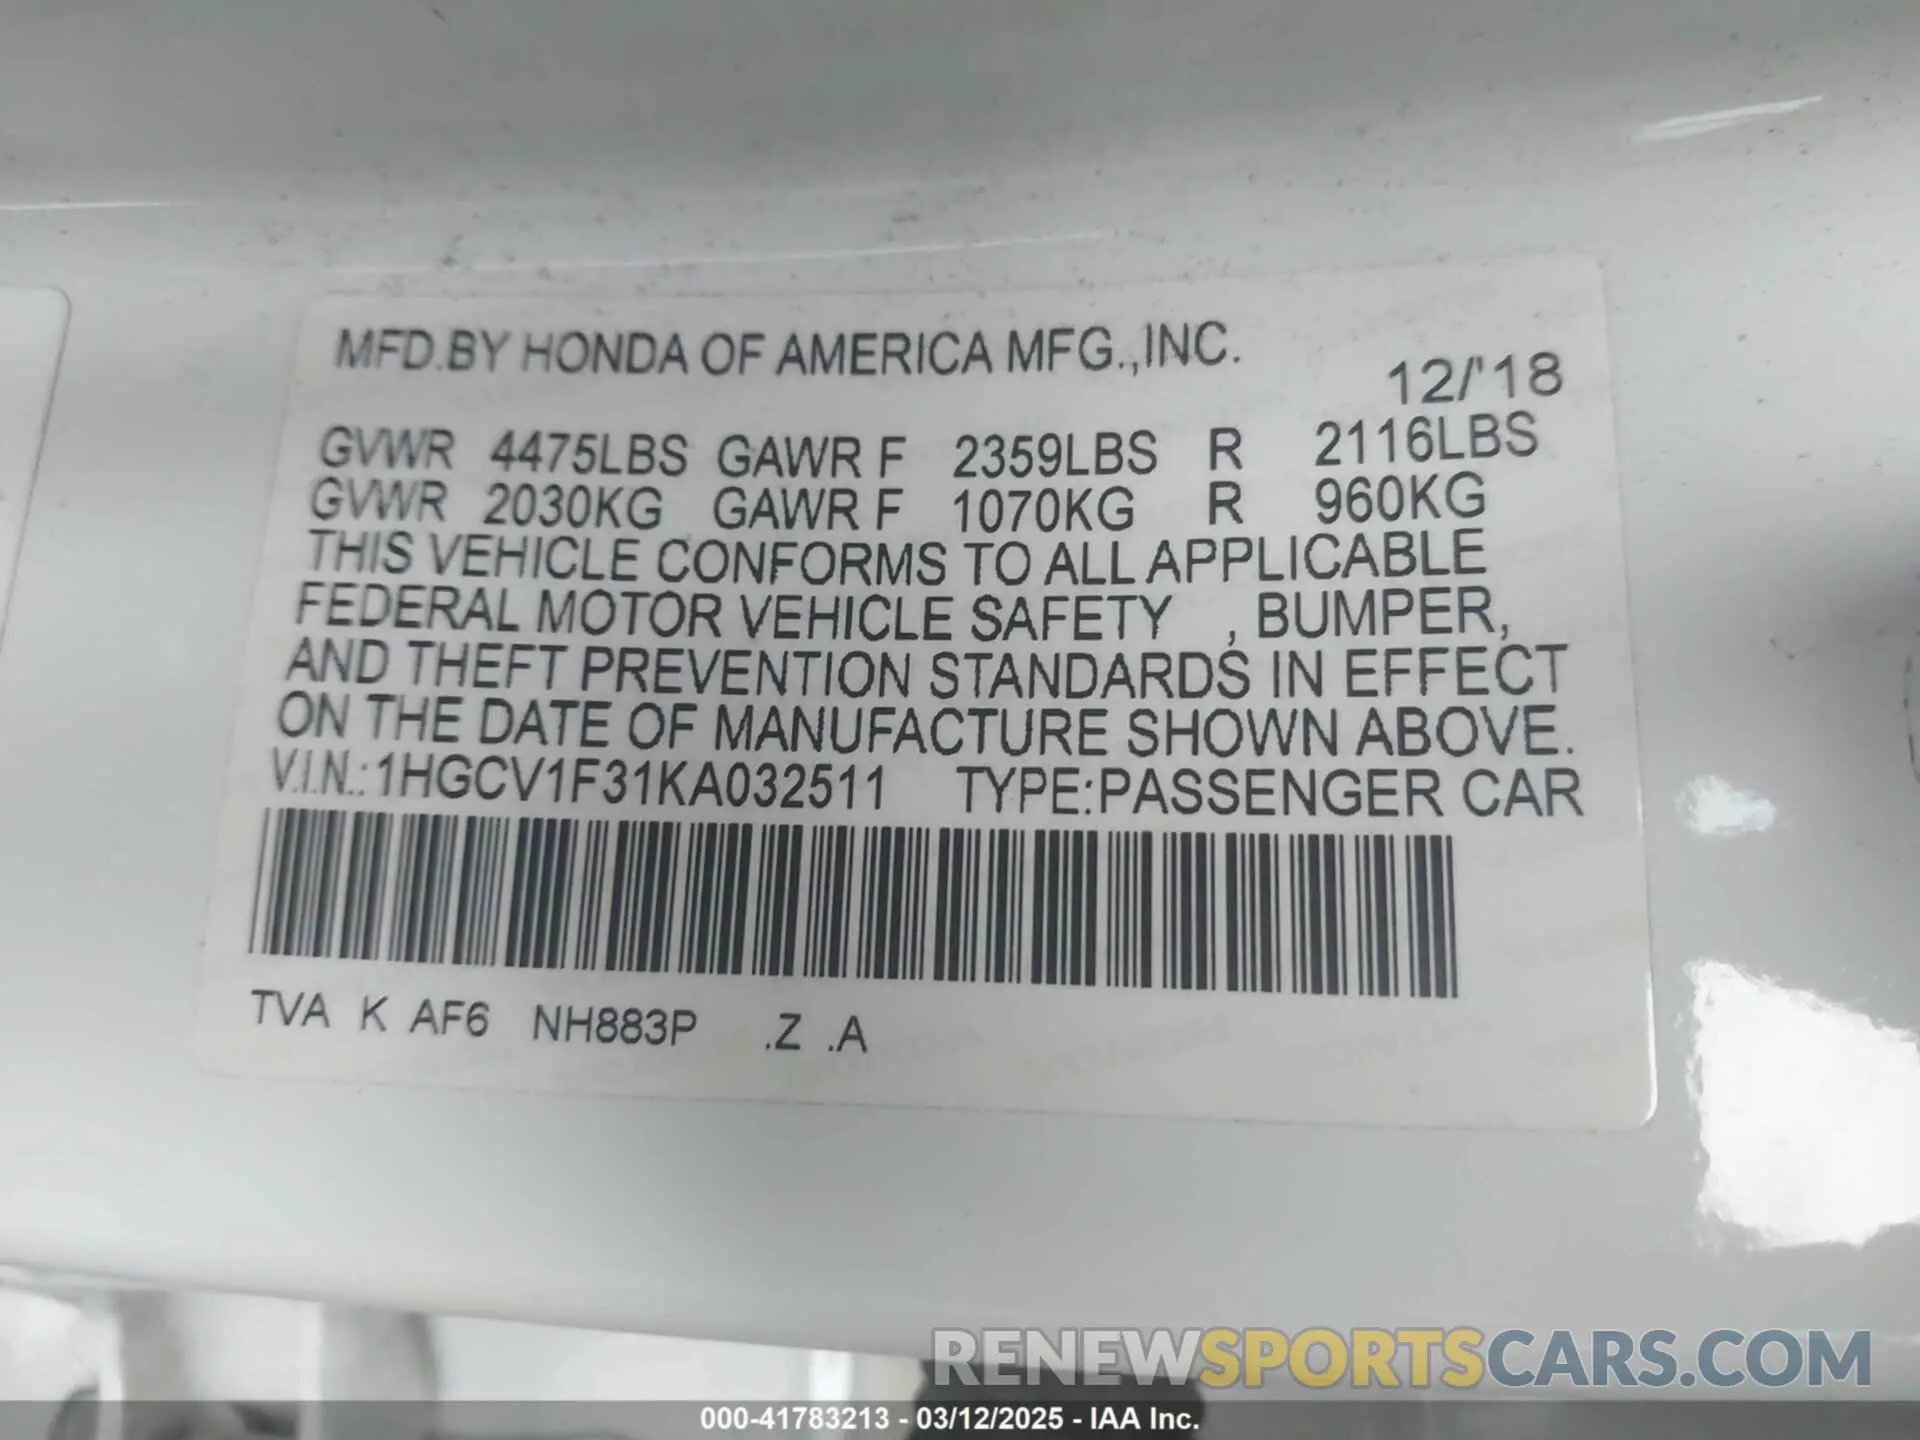 MFD.BY HONDA OF AMERICA MFG.,INC.
12/'18
GVWR 4475LBS GAWR F 2359LBS R 2116LBS
GVWR 2030KG GAWR F 1070KG R 960KG
THIS VEHICLE CONFORMS TO ALL APPLICABLE
FEDERAL MOTOR VEHICLE SAFETY , BUMPER,
AND THEFT PREVENTION STANDARDS IN EFFECT
ON THE DATE OF MANUFACTURE SHOWN ABOVE.
V.I.N.:1HGCV1F31KA032511 TYPE:PASSENGER CAR
TVA K AF6 NH883P .Z .A
RENEWSPORTSCARS.COM
000-41783213 - 03/12/2025 - IAA Inc.